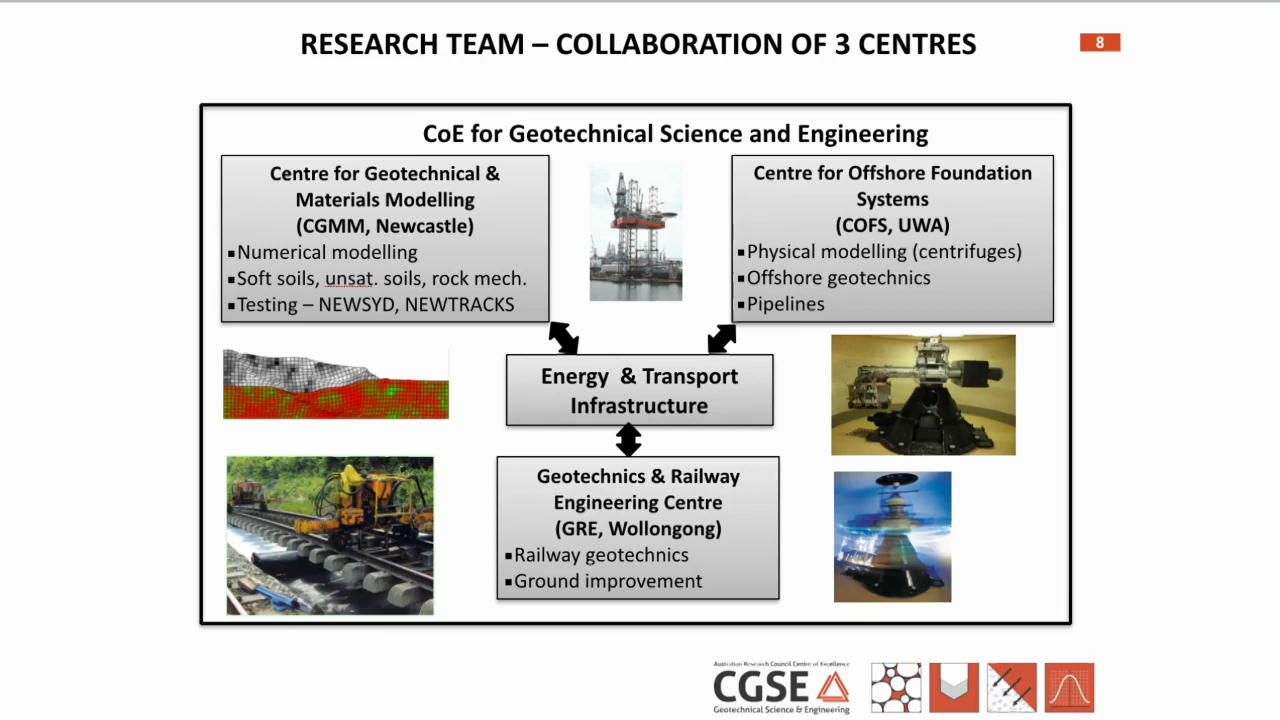 RESEARCH TEAM – COLLABORATION OF 3 CENTRES
8
CoE for Geotechnical Science and Engineering
Centre for Geotechnical &
Materials Modelling
(CGMM, Newcastle)
▪Numerical modelling
▪Soft soils, unsat. soils, rock mech.
▪Testing – NEWSYD, NEWTRACKS
Centre for Offshore Foundation
Systems
(COFS, UWA)
▪Physical modelling (centrifuges)
▪Offshore geotechnics
▪Pipelines
Energy & Transport
Infrastructure
Geotechnics & Railway
Engineering Centre
(GRE, Wollongong)
▪Railway geotechnics
▪Ground improvement
Australian Research Council Centre of Excellence
CGSE
Geotechnical Science & Engineering